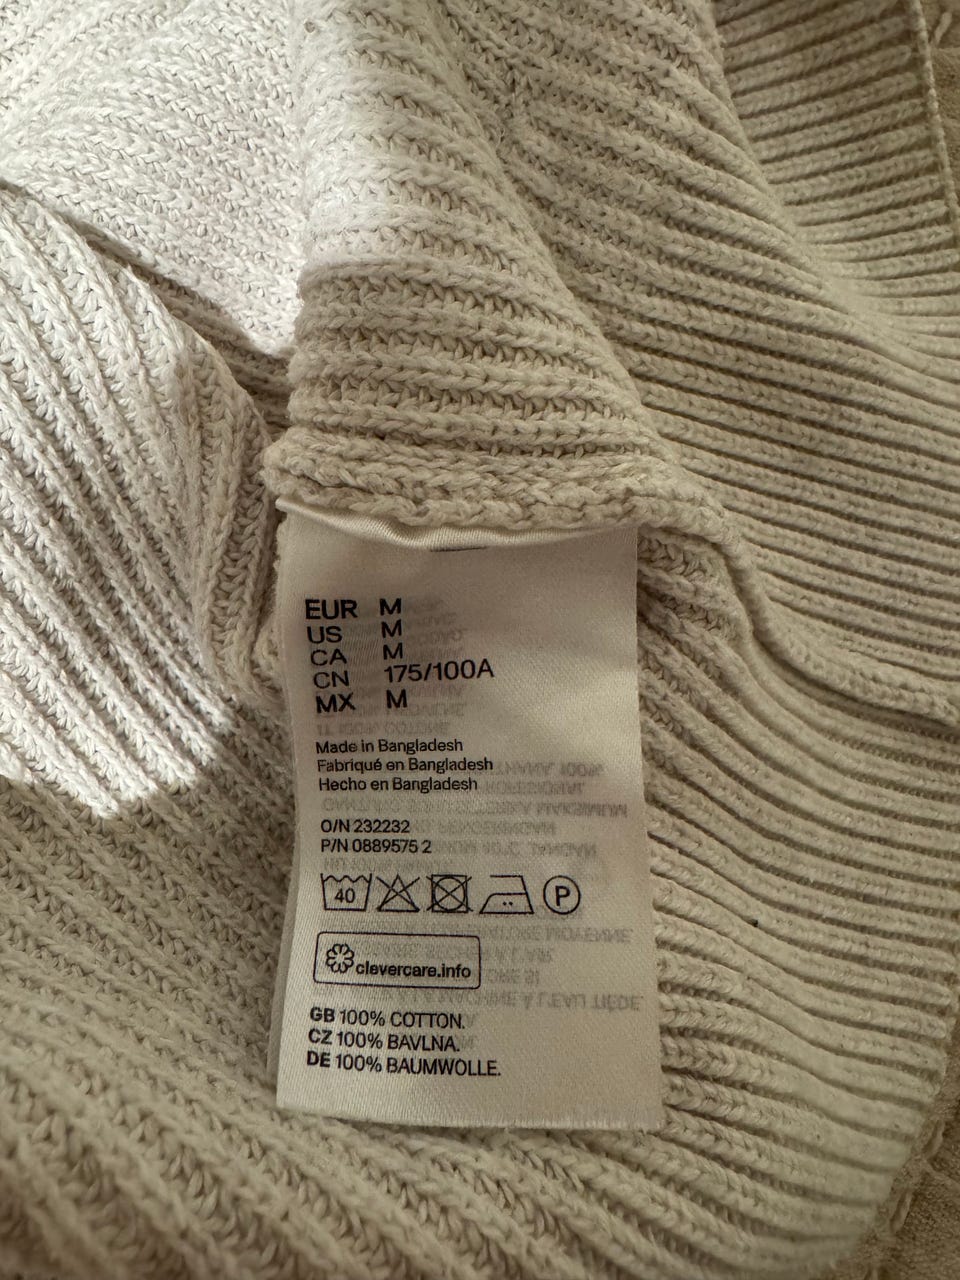 EUR M
US M
CA M
CN 175/100A
MX M
Made in Bangladesh
Fabriqué en Bangladesh
Hecho en Bangladesh
O/N 232232
P/N 0889575 2
40 P
clevercare.info
GB 100% COTTON.
CZ 100% BAVLNA.
DE 100% BAUMWOLLE.